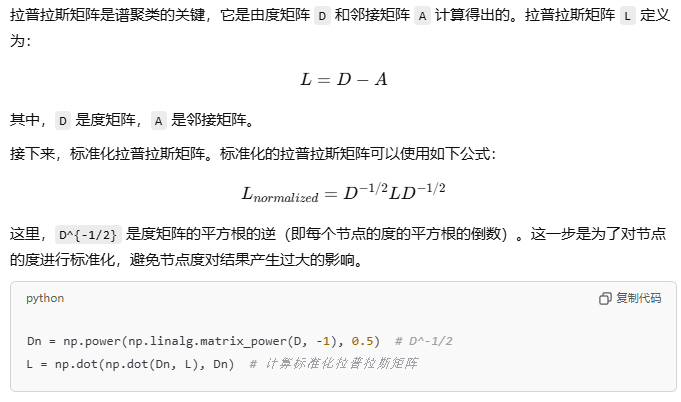 拉普拉斯矩阵是谱聚类的关键，它是由度矩阵 D 和邻接矩阵 A 计算得出的。拉普拉斯矩阵 L 定义
为：
L = D − A
其中，D 是度矩阵，A 是邻接矩阵。
接下来，标准化拉普拉斯矩阵。标准化的拉普拉斯矩阵可以使用如下公式：
L_{normalized} = D^{−1/2}LD^{−1/2}
这里，D^{-1/2} 是度矩阵的平方根的逆（即每个节点的度的平方根的倒数）。这一步是为了对节点
的度进行标准化，避免节点度对结果产生过大的影响。
python 复制代码
Dn = np.power(np.linalg.matrix_power(D, -1), 0.5)  # D^-1/2
L = np.dot(np.dot(Dn, L), Dn)  # 计算标准化拉普拉斯矩阵